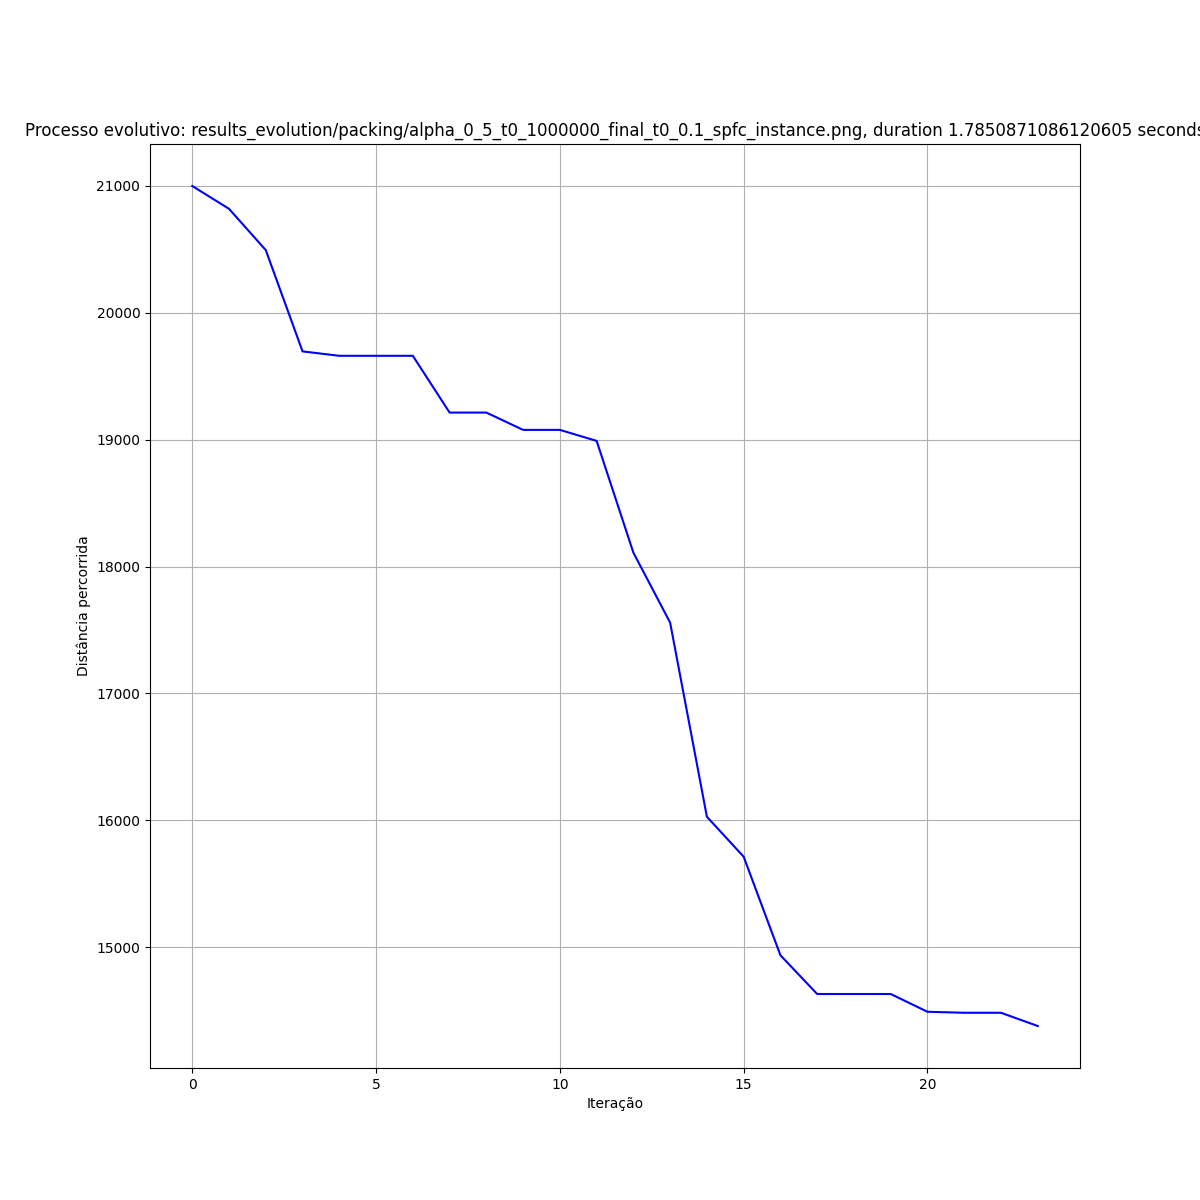 Processo evolutivo: results_evolution/packing/alpha_0_5_t0_1000000_final_t0_0.1_spfc_instance.png, duration 1.7850871086120605 seconds
21000
20000
19000
18000
17000
16000
15000
Distância percorrida
0 5 10 15 20
Iteração